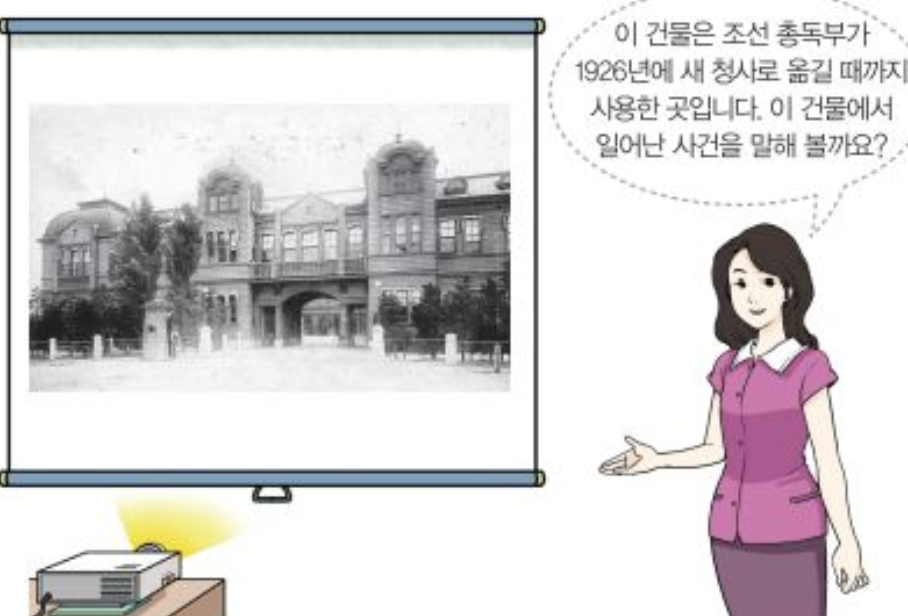 이 건물은 조선 총독부가
1926년에 새 청사로 옮길 때까지
사용한 곳입니다. 이 건물에서
일어난 사건을 말해 볼까요?